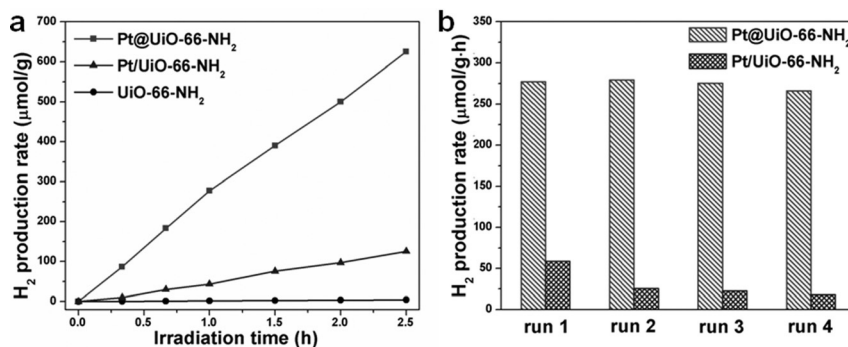 a
H2 production rate (μmol/g)
700
600
500
400
300
200
100
0
0.0 0.5 1.0 1.5 2.0 2.5
Irradiation time (h)
Pt@UiO-66-NH2
Pt/UiO-66-NH2
UiO-66-NH2
b
H2 production rate (μmol/g·h)
350
300
250
200
150
100
50
0
run 1 run 2 run 3 run 4
Pt@UiO-66-NH2
Pt/UiO-66-NH2